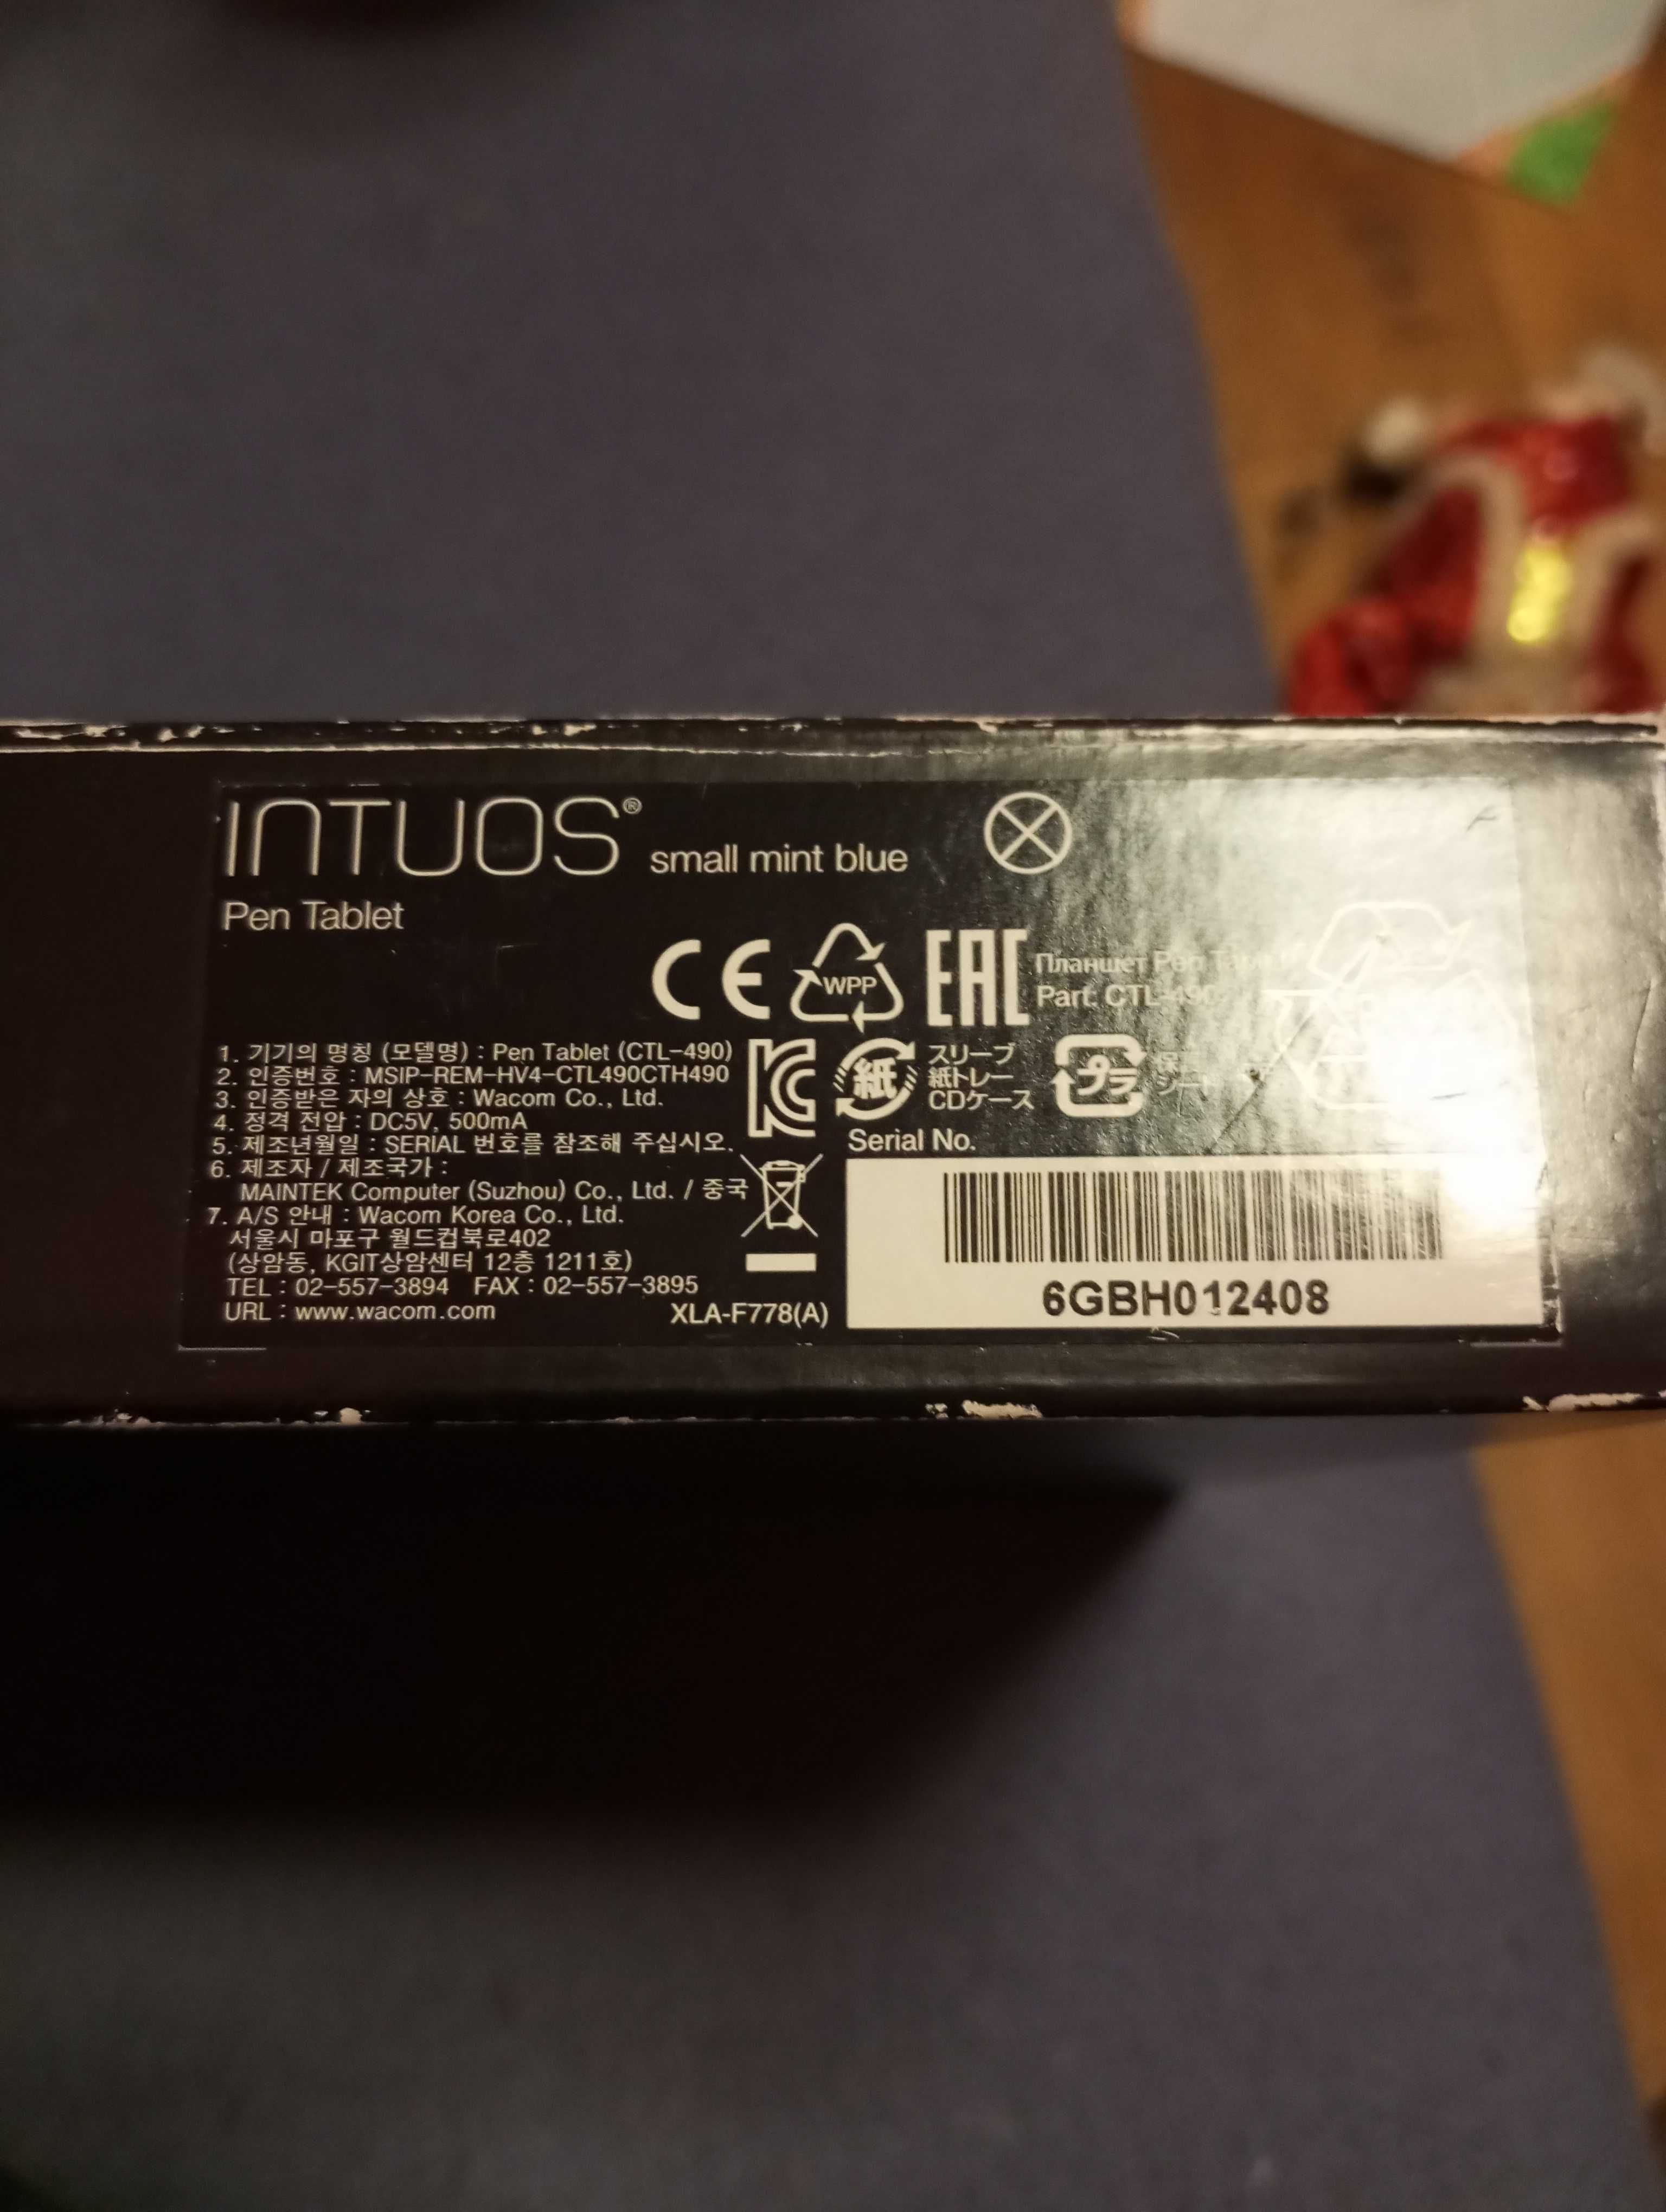 INTUOS® small mint blue
Pen Tablet
CE
WPP
EAC
Планшет Pen
Part. CTL-490
1. 기기의 명칭 (모델명) : Pen Tablet (CTL-490)
2. 인증번호 : MSIP-REM-HV4-CTL490CTH490
3. 인증받은 자의 상호 : Wacom Co., Ltd.
4. 정격 전압 : DC5V, 500mA
5. 제조년월일 : SERIAL 번호를 참조해 주십시오.
6. 제조자 / 제조국가 :
MAINTEK Computer (Suzhou) Co., Ltd. / 중국
7. A/S 안내 : Wacom Korea Co., Ltd.
서울시 마포구 월드컵북로402
(상암동, KGIT상암센터 12층 1211호)
TEL : 02-557-3894 FAX : 02-557-3895
URL : www.wacom.com
XLA-F778(A)
紙
スリーブ
紙トレー
CDケース
プラ
Serial No.
6GBH012408